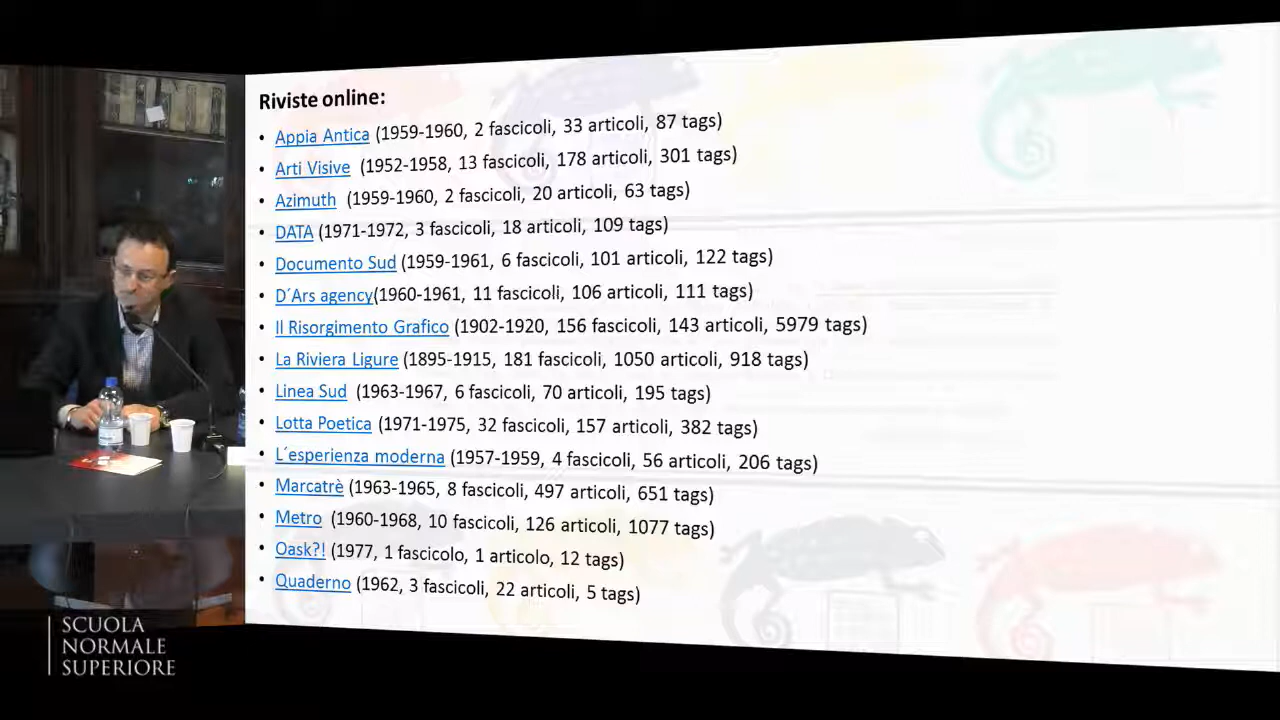 Riviste online:
• Appia Antica (1959-1960, 2 fascicoli, 33 articoli, 87 tags)
• Arti Visive (1952-1958, 13 fascicoli, 178 articoli, 301 tags)
• Azimuth (1959-1960, 2 fascicoli, 20 articoli, 63 tags)
• DATA (1971-1972, 3 fascicoli, 18 articoli, 109 tags)
• Documento Sud (1959-1961, 6 fascicoli, 101 articoli, 122 tags)
• D´Ars agency(1960-1961, 11 fascicoli, 106 articoli, 111 tags)
• Il Risorgimento Grafico (1902-1920, 156 fascicoli, 143 articoli, 5979 tags)
• La Riviera Ligure (1895-1915, 181 fascicoli, 1050 articoli, 918 tags)
• Linea Sud (1963-1967, 6 fascicoli, 70 articoli, 195 tags)
• Lotta Poetica (1971-1975, 32 fascicoli, 157 articoli, 382 tags)
• L´esperienza moderna (1957-1959, 4 fascicoli, 56 articoli, 206 tags)
• Marcatrè (1963-1965, 8 fascicoli, 497 articoli, 651 tags)
• Metro (1960-1968, 10 fascicoli, 126 articoli, 1077 tags)
• Oask?! (1977, 1 fascicolo, 1 articolo, 12 tags)
• Quaderno (1962, 3 fascicoli, 22 articoli, 5 tags)
SCUOLA
NORMALE
SUPERIORE